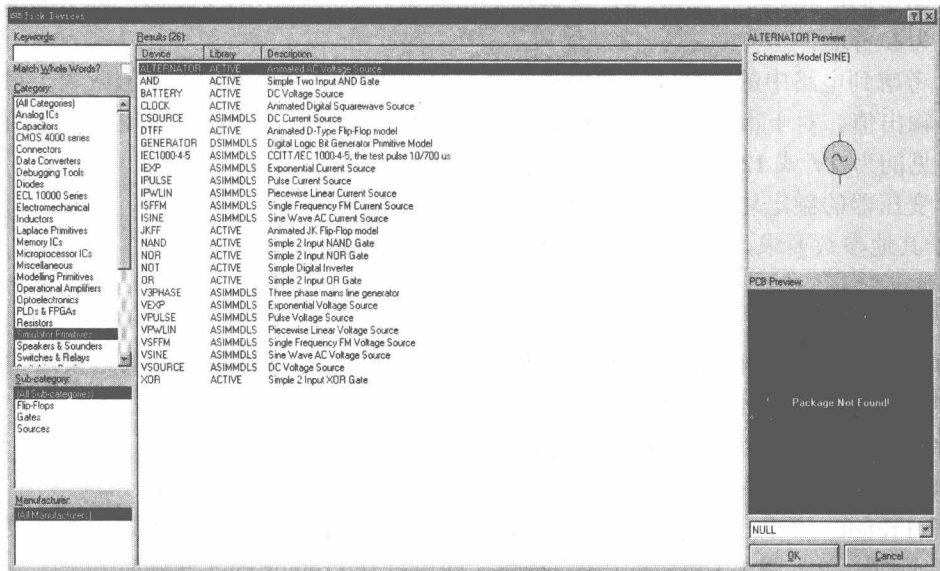 Pick Devices
Keywords:
Match Whole Words?
Category:
(All Categories)
Analog ICs
Capacitors
CMOS 4000 series
Connectors
Data Converters
Debugging Tools
Diodes
ECL 10000 Series
Electromechanical
Inductors
Laplace Primitives
Memory ICs
Microprocessor ICs
Miscellaneous
Modelling Primitives
Operational Amplifiers
Optoelectronics
PLDs & FPGAs
Resistors
Simulator Primitives
Speakers & Sounders
Switches & Relays
Sub-category:
(All Sub-categories)
Flip-Flops
Gates
Sources
Manufacturer:
(All Manufacturers)
Results (26):
Device Library Description
ALTERNATOR ACTIVE Animated AC Voltage Source
AND ACTIVE Simple Two Input AND Gate
BATTERY ACTIVE DC Voltage Source
CLOCK ACTIVE Animated Digital Squarewave Source
CSOURCE ASIMMDLS DC Current Source
DTFF ACTIVE Animated D-Type Flip-Flop model
GENERATOR DSIMMDLS Digital Logic Bit Generator Primitive Model
IEC1000-4-5 ASIMMDLS CCITT/IEC 1000-4-5, the test pulse 10/700 us
IEXP ASIMMDLS Exponential Current Source
IPULSE ASIMMDLS Pulse Current Source
IPWLIN ASIMMDLS Piecewise Linear Current Source
ISFFM ASIMMDLS Single Frequency FM Current Source
ISINE ASIMMDLS Sine Wave AC Current Source
JKFF ACTIVE Animated JK Flip-Flop model
NAND ACTIVE Simple 2 Input NAND Gate
NOR ACTIVE Simple 2 Input NOR Gate
NOT ACTIVE Simple Digital Inverter
OR ACTIVE Simple 2 Input OR Gate
V3PHASE ASIMMDLS Three phase mains line generator
VEXP ASIMMDLS Exponential Voltage Source
VPULSE ASIMMDLS Pulse Voltage Source
VPWLIN ASIMMDLS Piecewise Linear Voltage Source
VSFFM ASIMMDLS Single Frequency FM Voltage Source
VSINE ASIMMDLS Sine Wave AC Voltage Source
VSOURCE ASIMMDLS DC Voltage Source
XOR ACTIVE Simple 2 Input XOR Gate
ALTERNATOR Preview:
Schematic Model [SINE]
PCB Preview:
Package Not Found!
NULL
OK Cancel